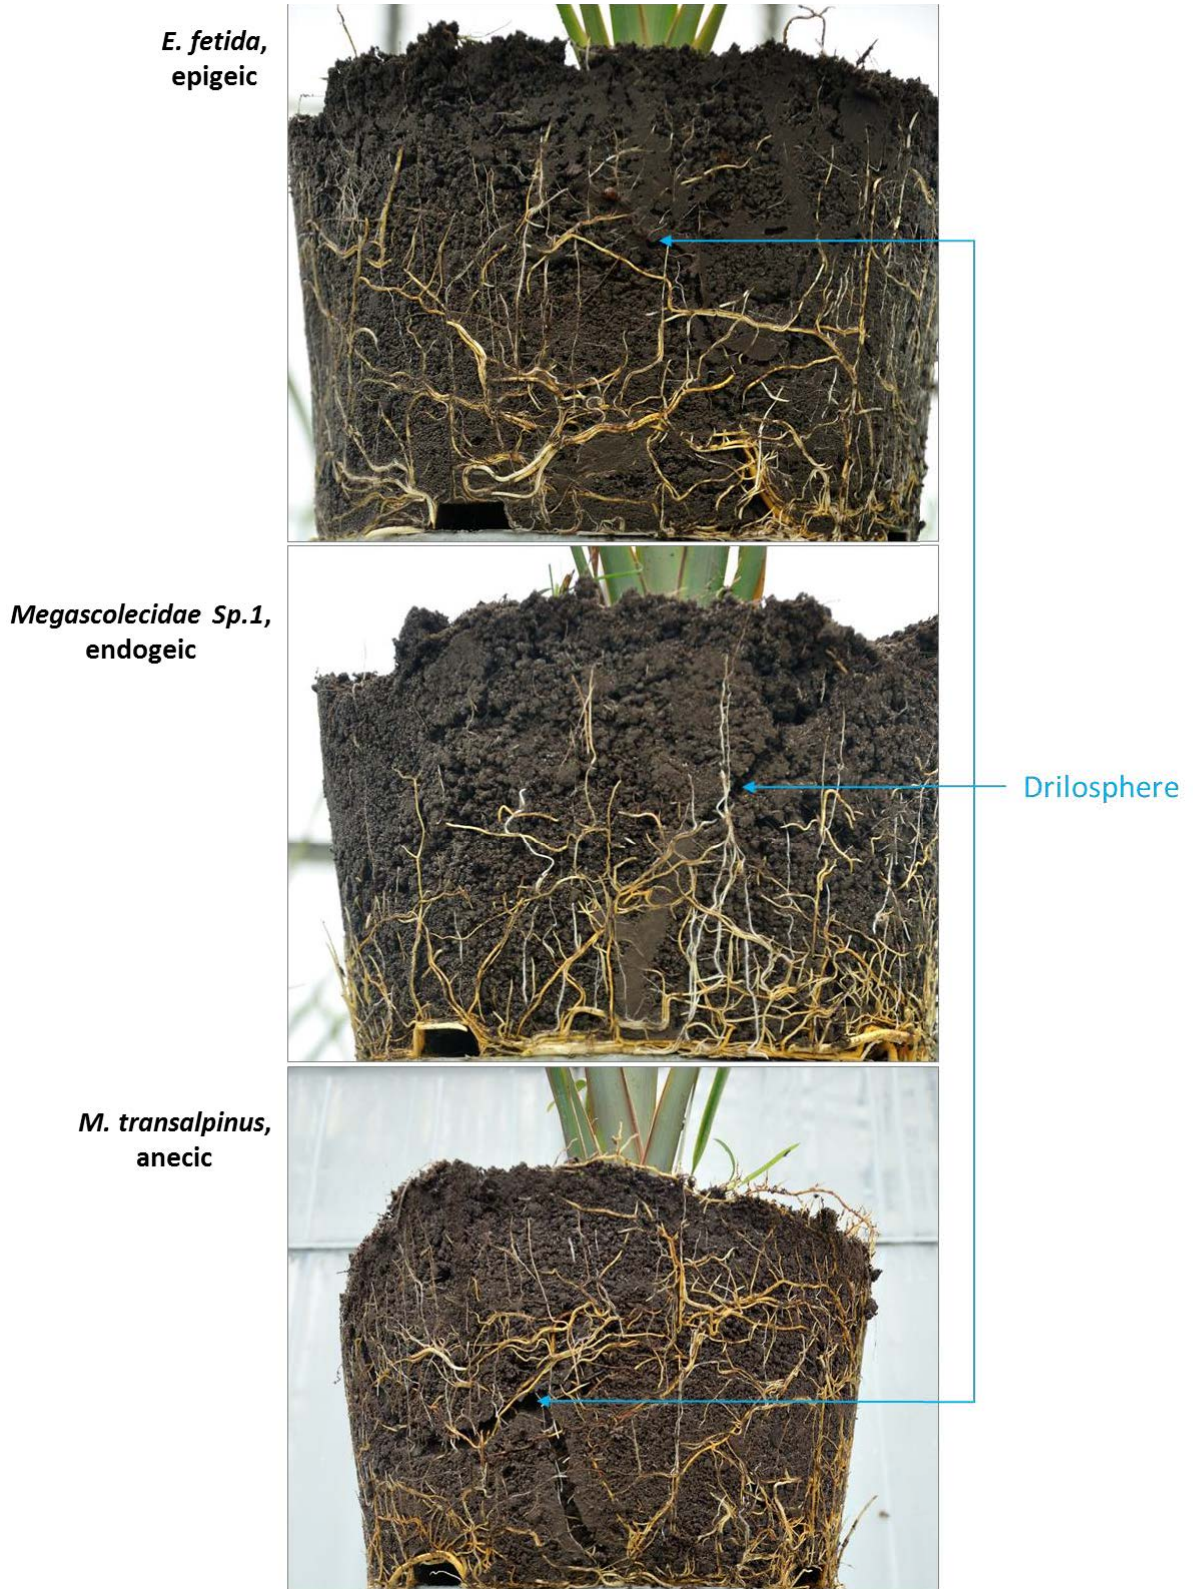 E. fetida,
epigeic
Megascolecidae Sp.1,
endogeic
Drilosphere
M. transalpinus,
anecic